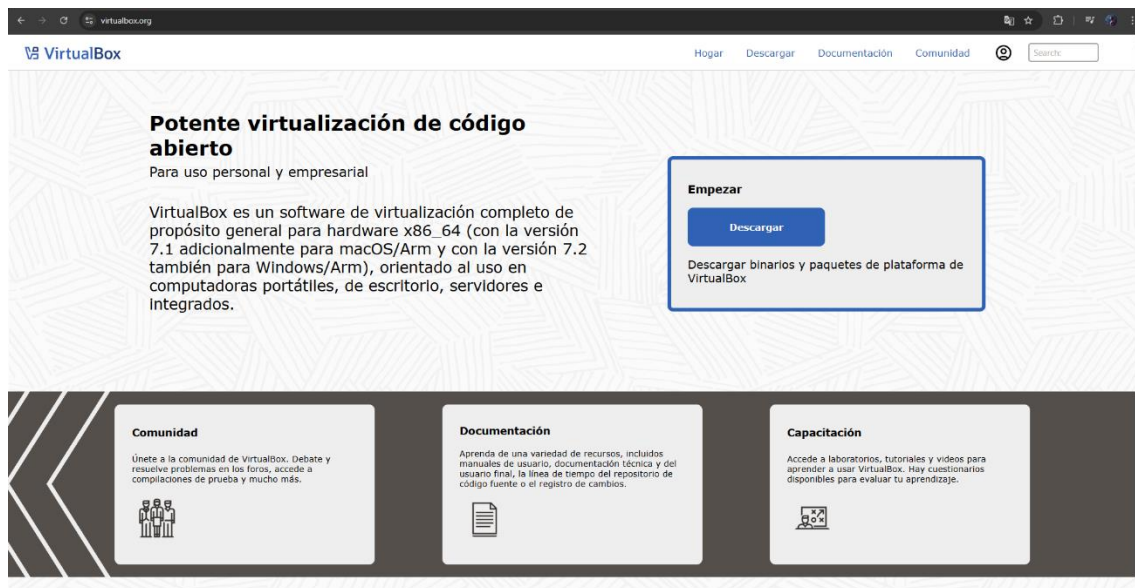 virtualbox.org
VirtualBox
Hogar Descargar Documentación Comunidad Search:
Potente virtualización de código
abierto
Para uso personal y empresarial
VirtualBox es un software de virtualización completo de
propósito general para hardware x86_64 (con la versión
7.1 adicionalmente para macOS/Arm y con la versión 7.2
también para Windows/Arm), orientado al uso en
computadoras portátiles, de escritorio, servidores e
integrados.
Empezar
Descargar
Descargar binarios y paquetes de plataforma de
VirtualBox
Comunidad
Únete a la comunidad de VirtualBox. Debate y
resuelve problemas en los foros, accede a
compilaciones de prueba y mucho más.
Documentación
Aprenda de una variedad de recursos, incluidos
manuales de usuario, documentación técnica y del
usuario final, la línea de tiempo del repositorio de
código fuente o el registro de cambios.
Capacitación
Accede a laboratorios, tutoriales y videos para
aprender a usar VirtualBox. Hay cuestionarios
disponibles para evaluar tu aprendizaje.